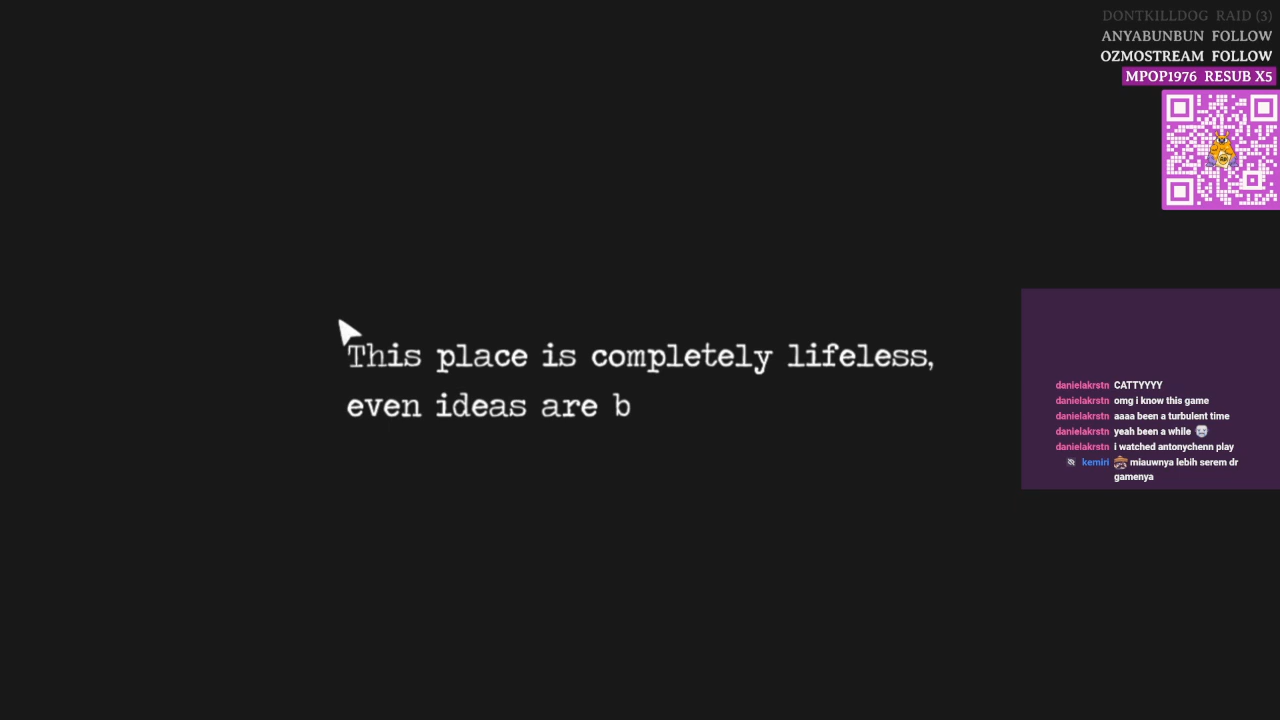 DONTKILLDOG RAID (3)
ANYABUNBUN FOLLOW
OZMOSTREAM FOLLOW
MPOP1976 RESUB X5
This place is completely lifeless,
even ideas are b
danielakrstn CATTYYYY
danielakrstn omg i know this game
danielakrstn aaaa been a turbulent time
danielakrstn yeah been a while
danielakrstn i watched antonychenn play
kemiri miauwnya lebih serem dr
gamenya